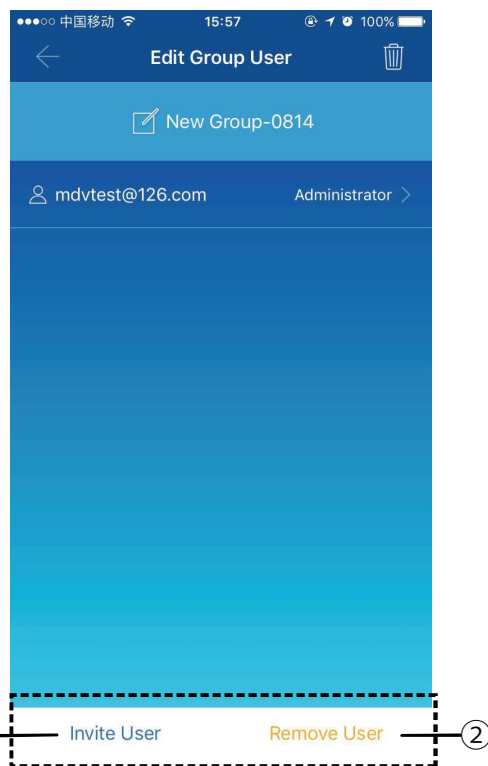 中国移动 15:57 100%
Edit Group User
New Group-0814
mdvtest@126.com Administrator
Invite User Remove User ②